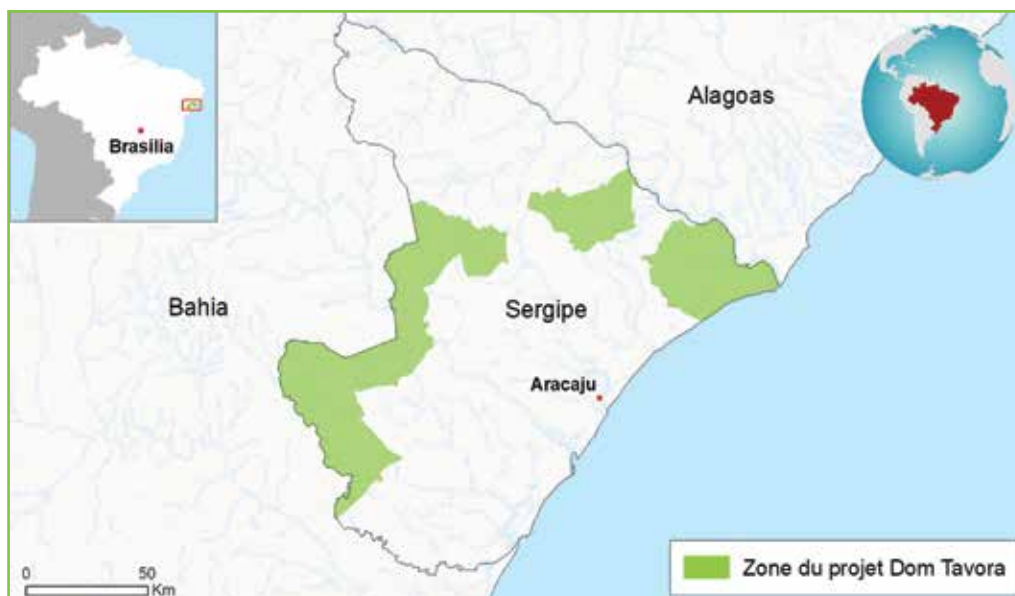 Brasilia
Alagoas
Bahia
Sergipe
Aracaju
0 50
Km
Zone du projet Dom Tavora